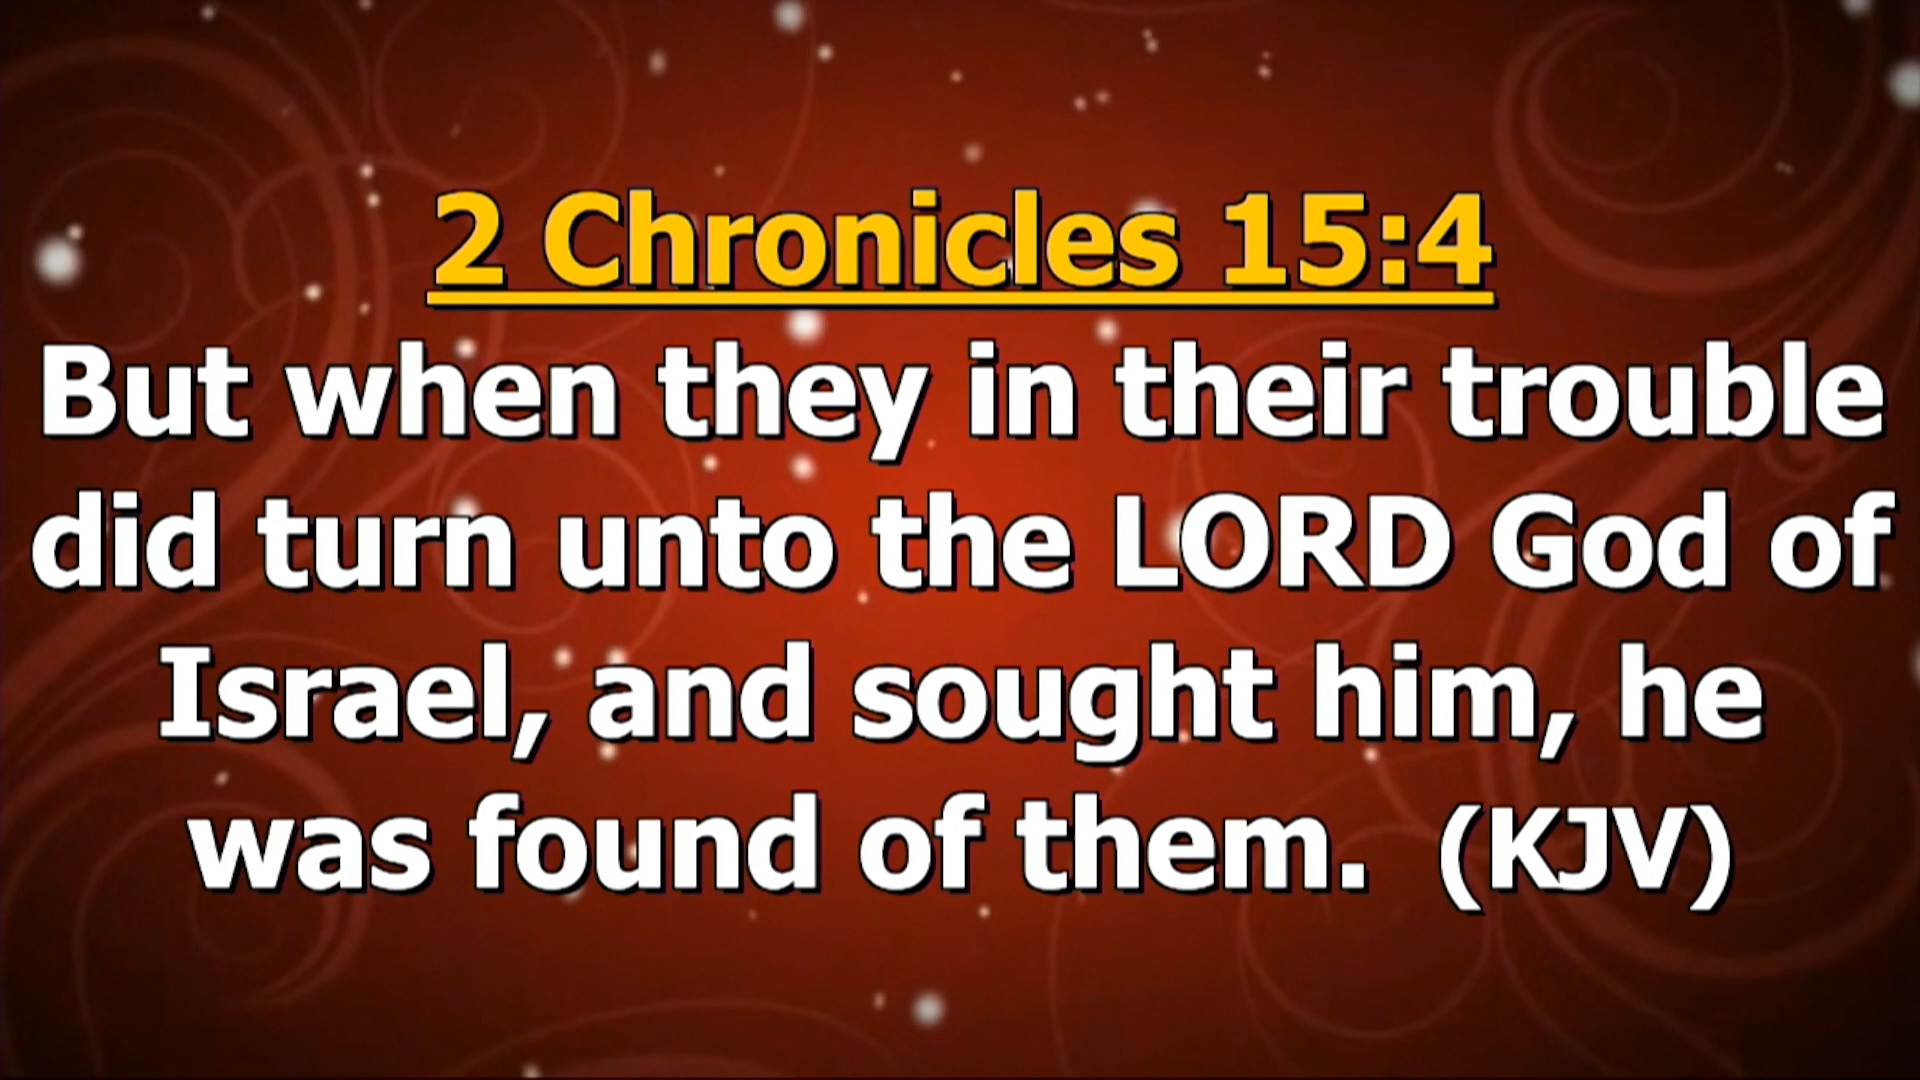 2 Chronicles 15:4
But when they in their trouble
did turn unto the LORD God of
Israel, and sought him, he
was found of them.  (KJV)